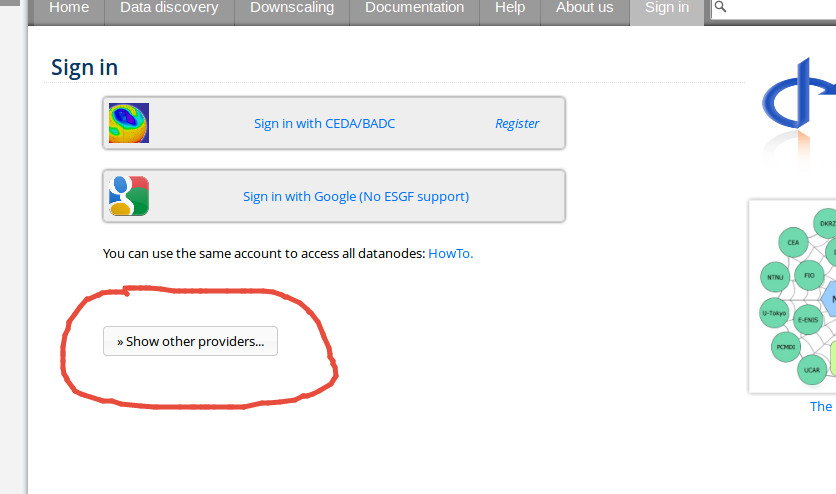 Home Data discovery Downscaling Documentation Help About us Sign in
Sign in
Sign in with CEDA/BADC Register
Sign in with Google (No ESGF support)
You can use the same account to access all datanodes: HowTo.
» Show other providers...
DKRZ
CEA
NTNU FIO
U-Tokyo E-ENIS
PCMDI
UCAR
The